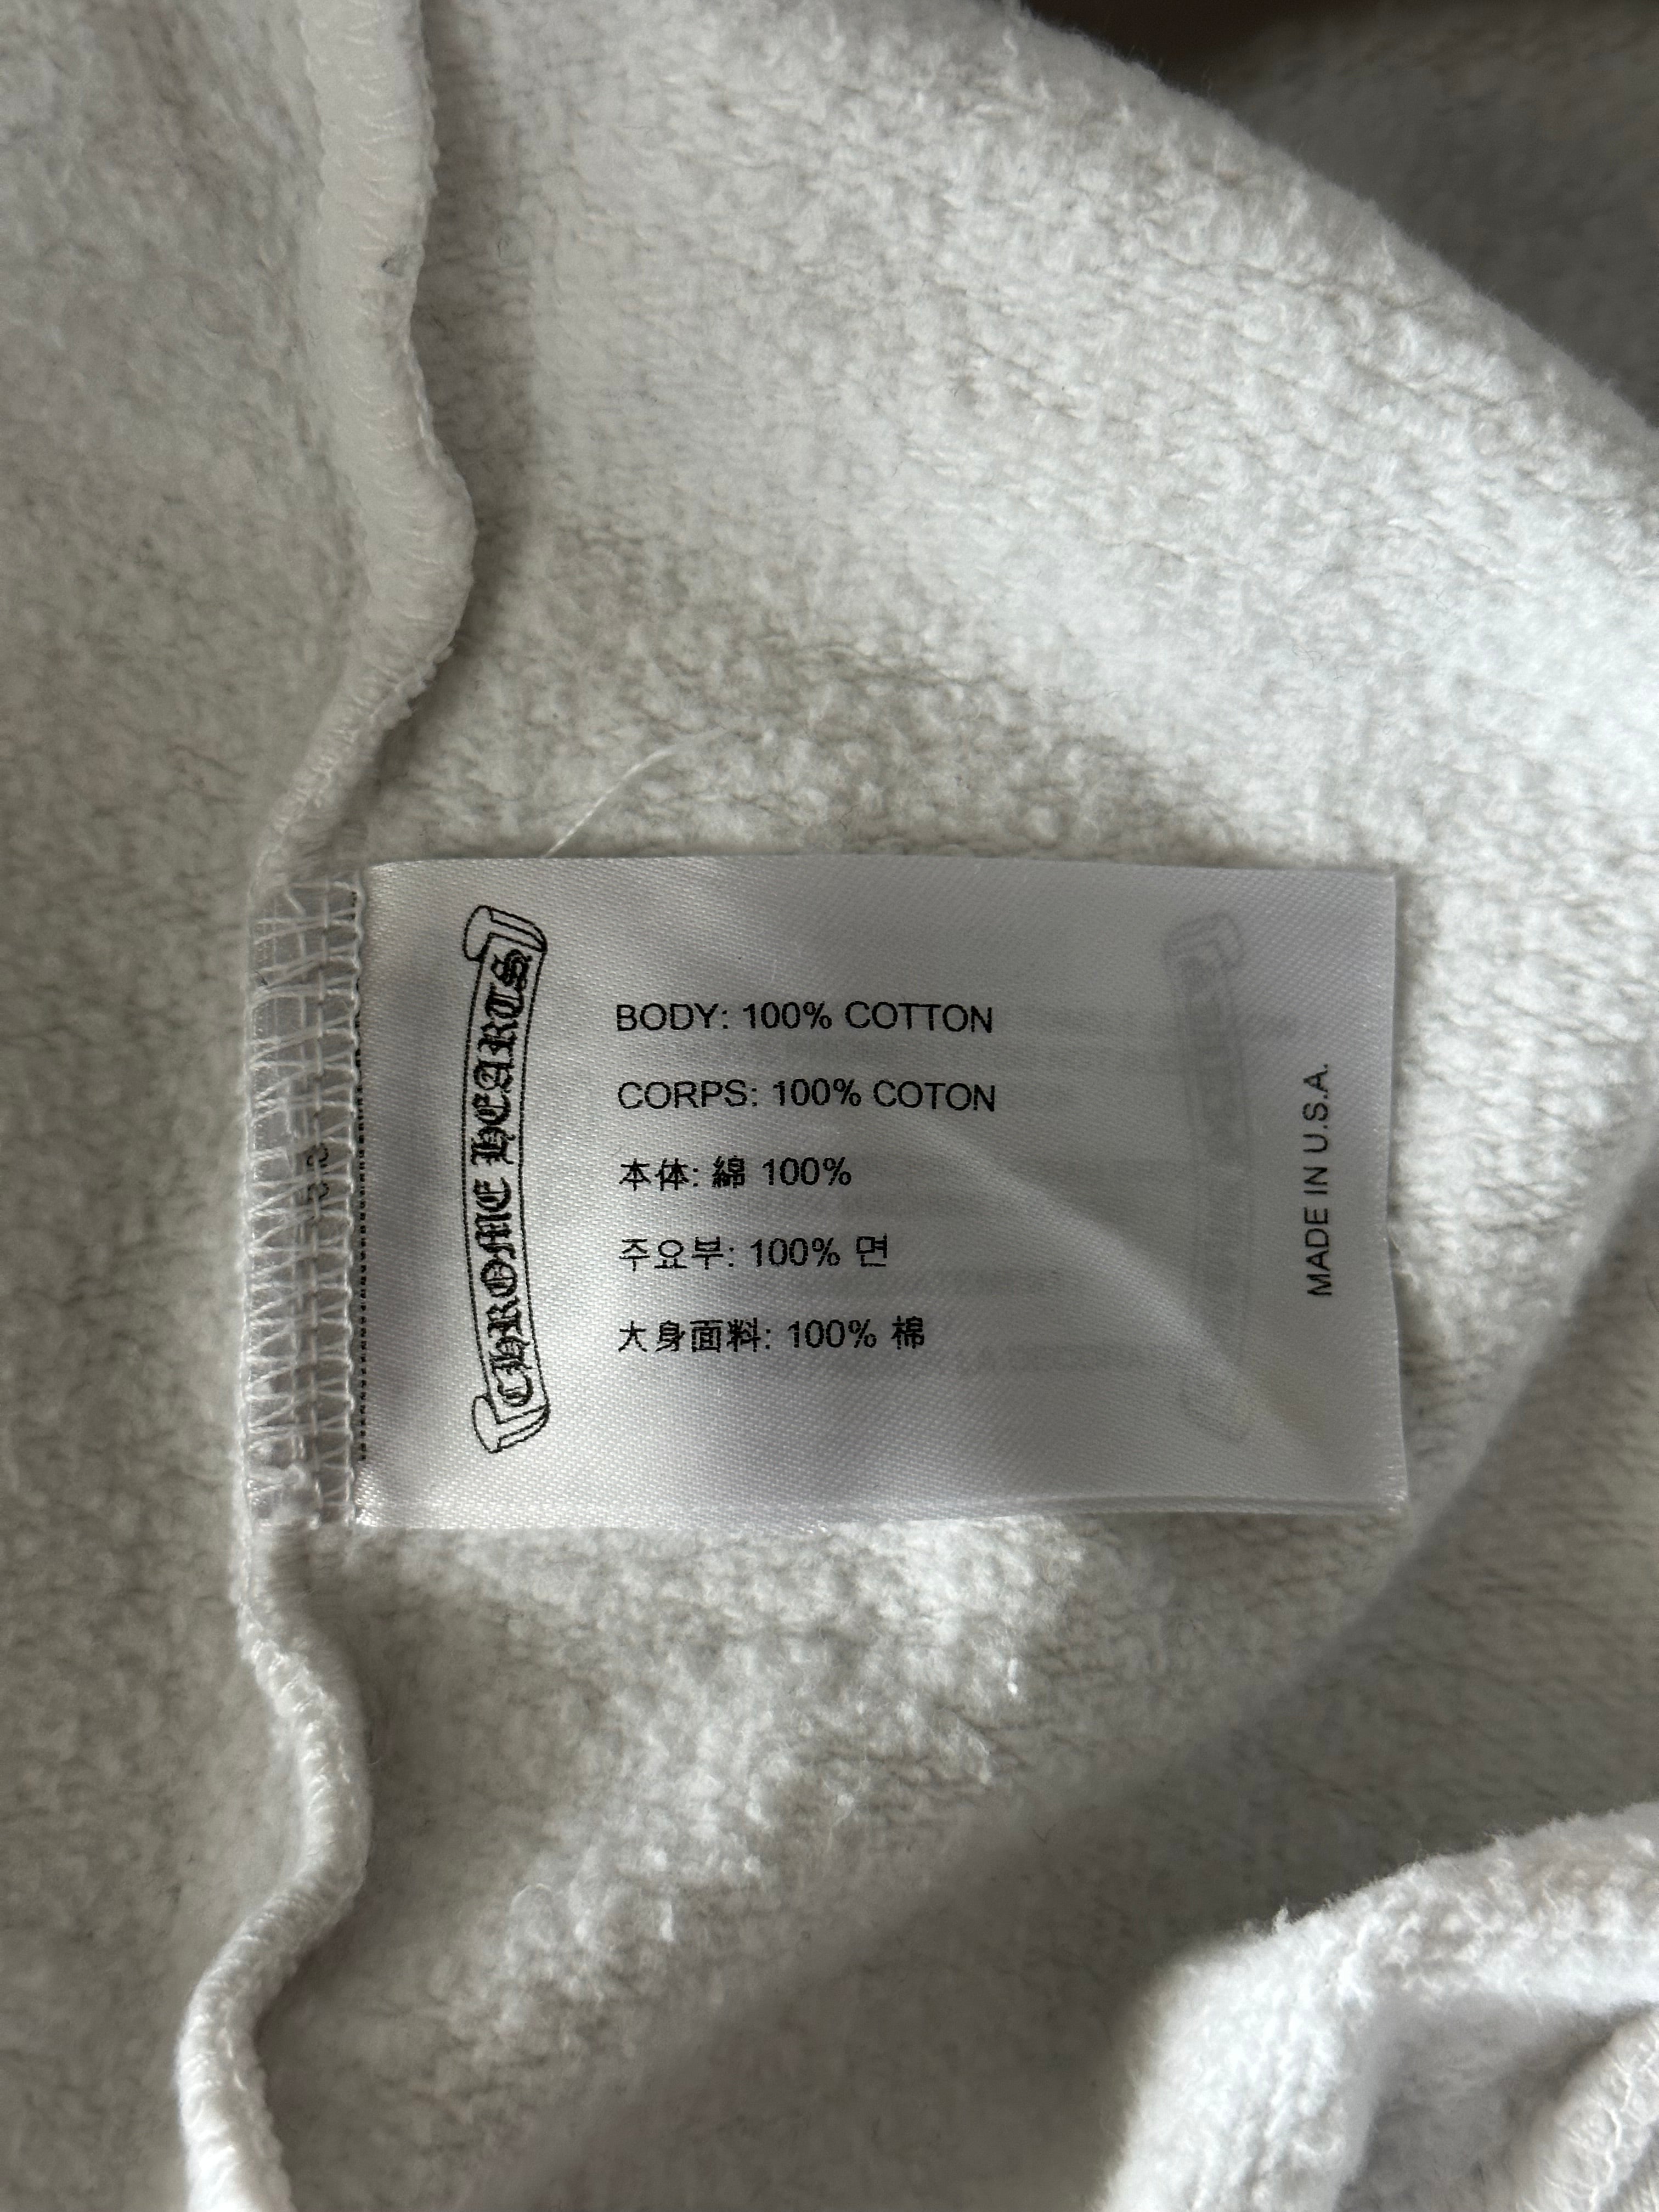 CHROME HEARTS
BODY: 100% COTTON
CORPS: 100% COTON
本体: 綿 100%
주요부: 100% 면
大身面料: 100% 棉
MADE IN U.S.A.